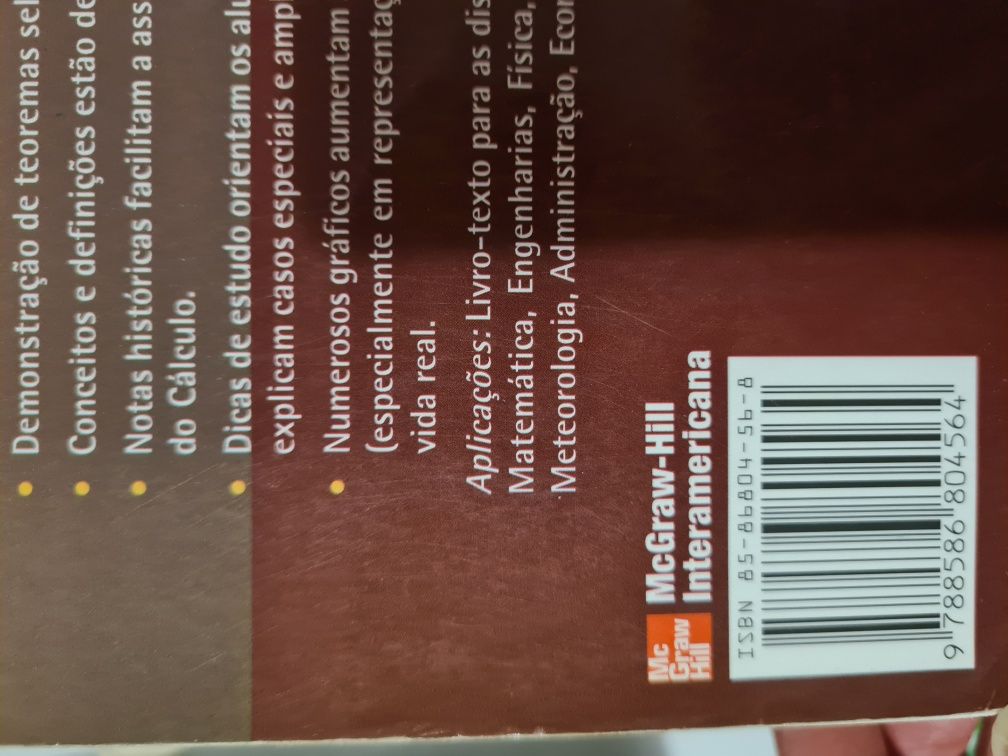 Demonstração de teoremas sel
Conceitos e definições estão de
Notas históricas facilitam a ass
do Cálculo.
Dicas de estudo orientam os alu
explicam casos especiais e ampl
Numerosos gráficos aumentam
(especialmente em representaç
vida real.
Aplicações: Livro-texto para as dis
Matemática, Engenharias, Física,
Meteorologia, Administração, Econ
Mc
Graw
Hill
McGraw-Hill
Interamericana
ISBN 85-86804-56-8
9 788586 804564